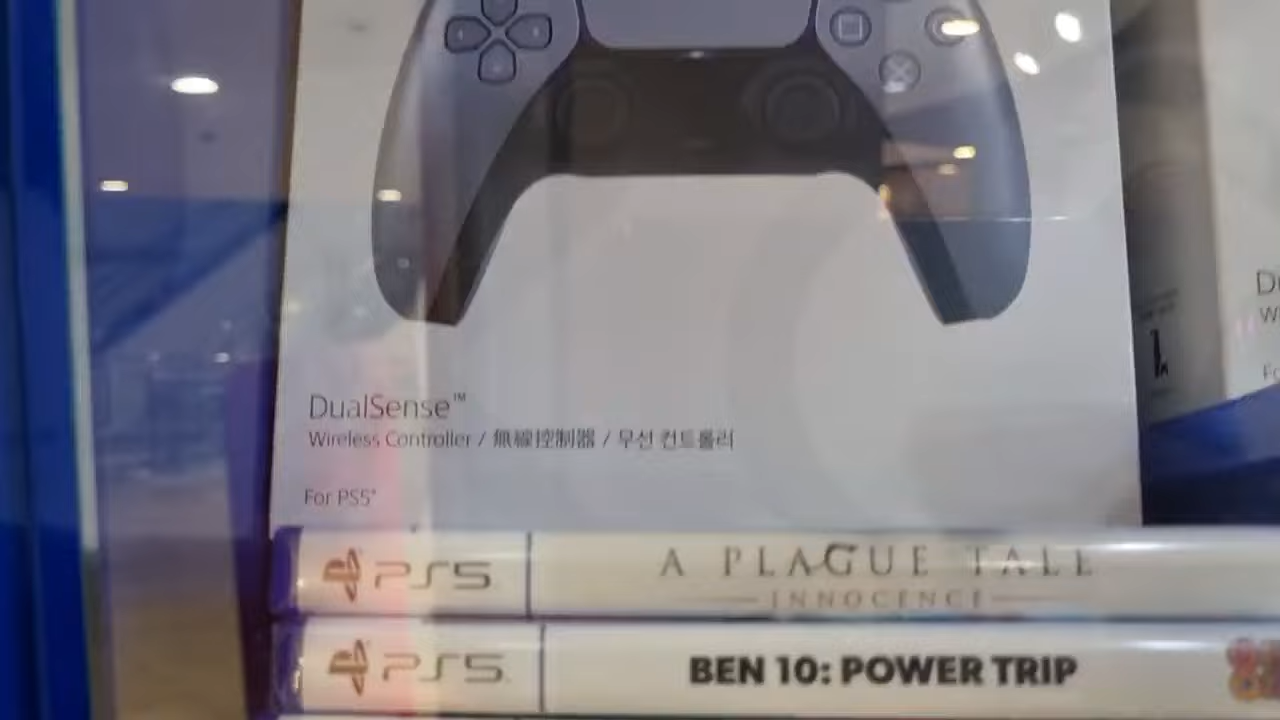 DualSense™
Wireless Controller / 無線控制器 / 무선 컨트롤러
For PS5™
PS5
A PLAGUE TALE
INNOCENCE
PS5
BEN 10: POWER TRIP